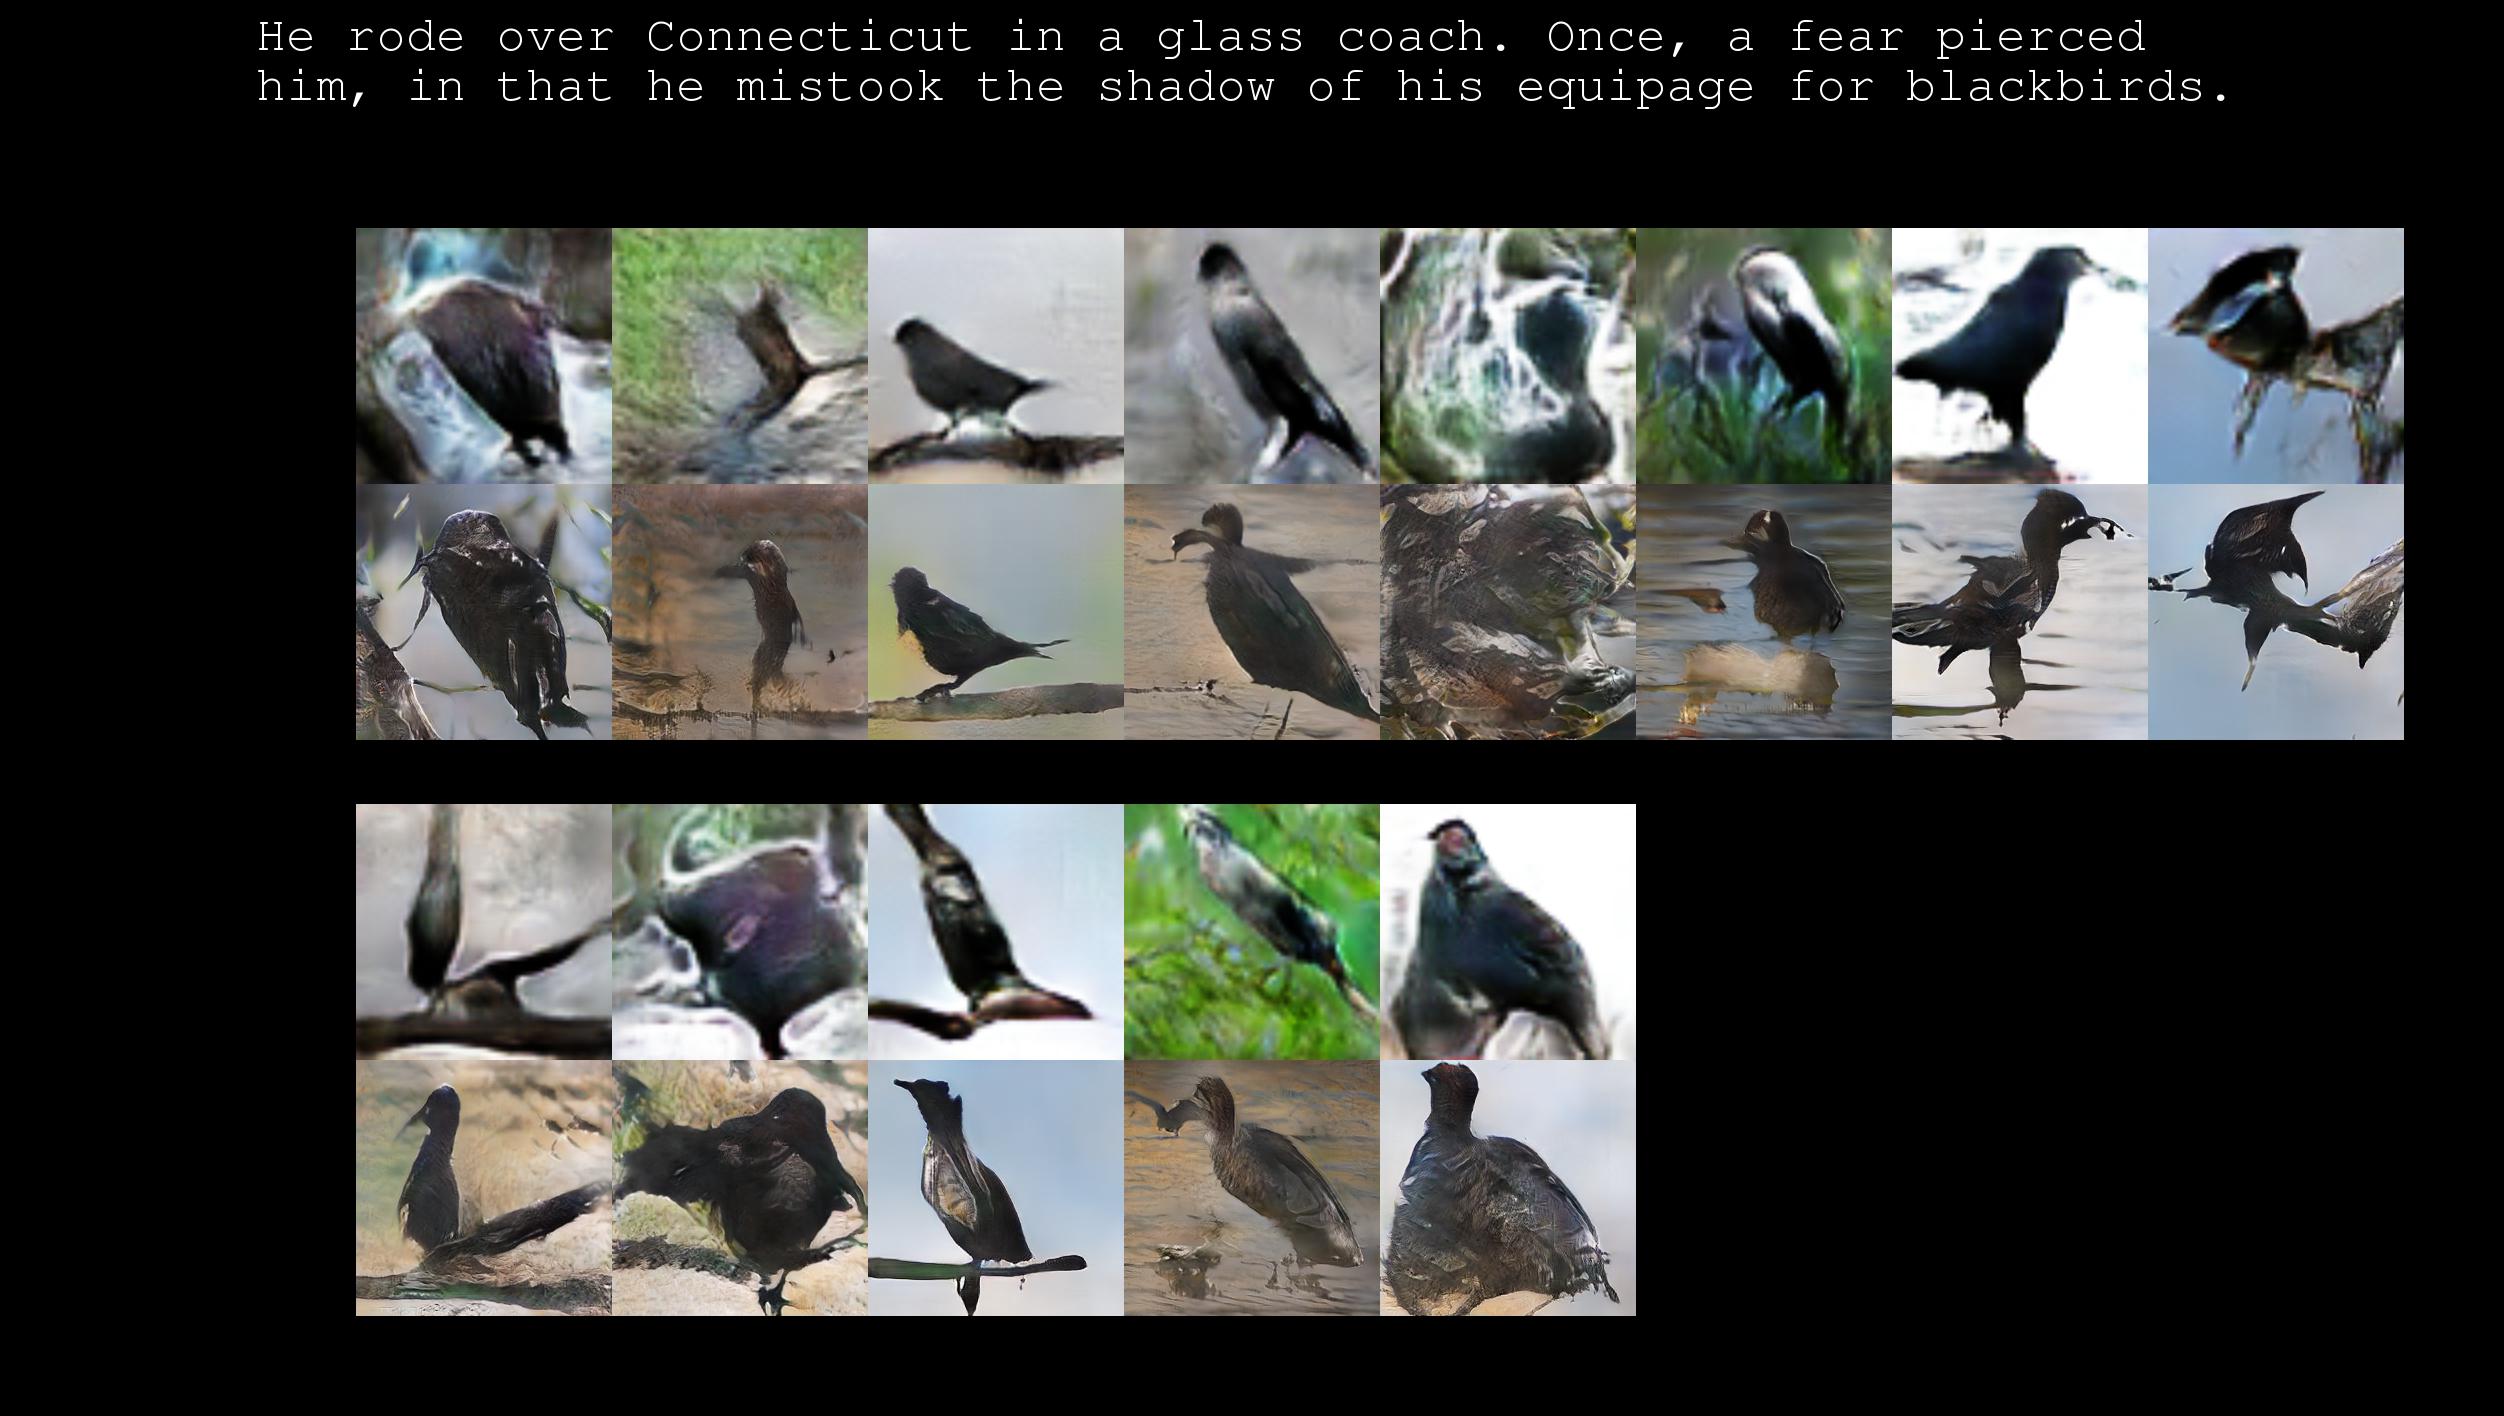 He rode over Connecticut in a glass coach. Once, a fear pierced
him, in that he mistook the shadow of his equipage for blackbirds.